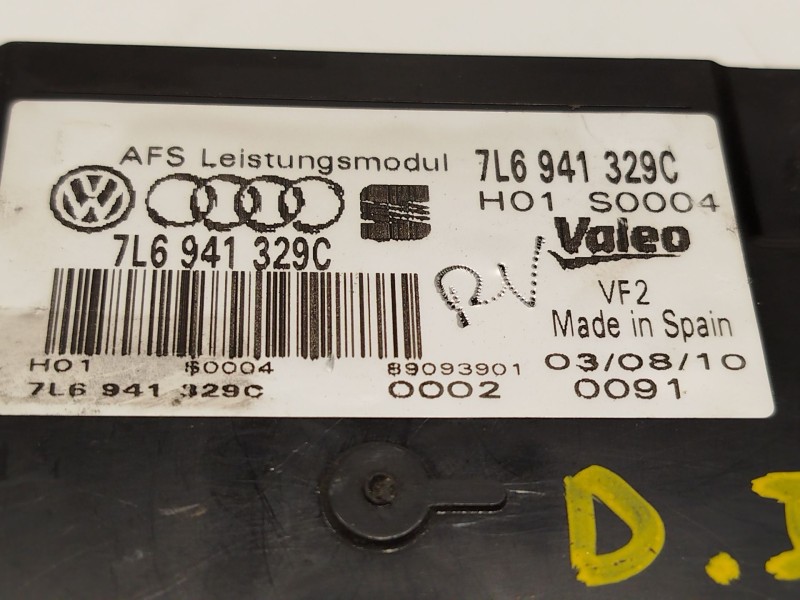 AFS Leistungsmodul
7L6 941 329C
H01 S0004
7L6 941 329C
Valeo
VF2
Made in Spain
H01 S0004 89093901
03/08/10
7L6 941 329C 0002
0091
D.I